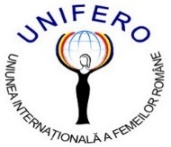 UNIFERO
UNIUNEA INTERNAȚIONALĂ A FEMEILOR ROMÂNE